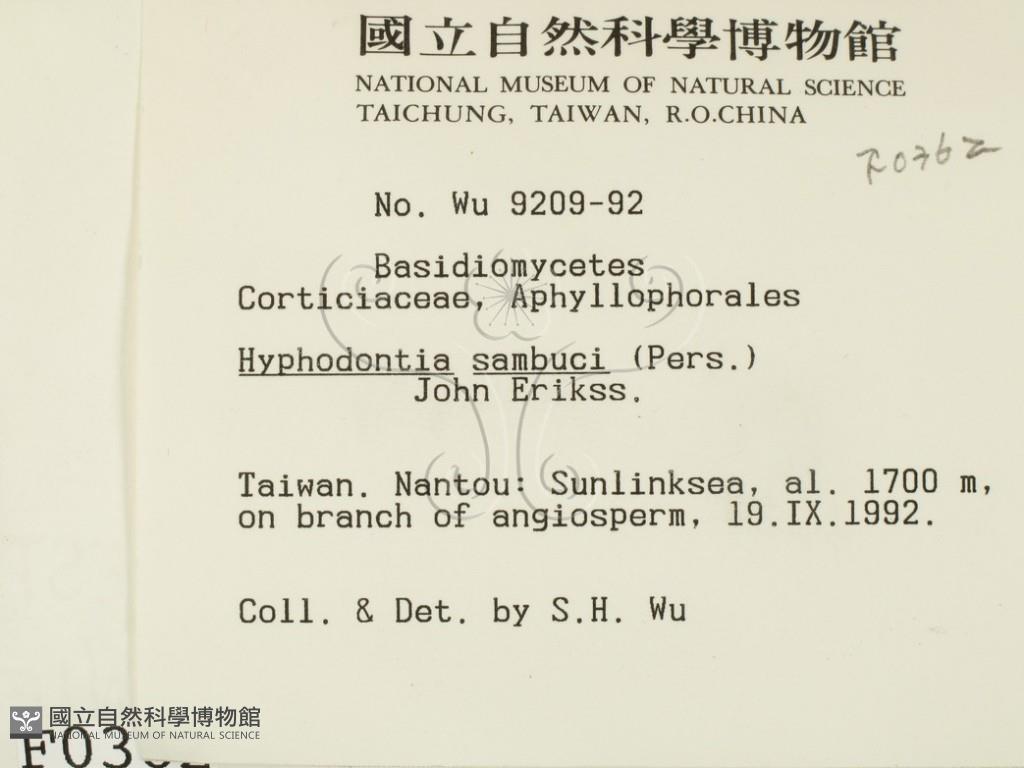 國立自然科學博物館
NATIONAL MUSEUM OF NATURAL SCIENCE
TAICHUNG, TAIWAN, R.O.CHINA
F0362
No. Wu 9209-92
Basidiomycetes
Corticiaceae, Aphyllophorales
Hyphodontia sambuci (Pers.)
John Erikss.
Taiwan. Nantou: Sunlinksea, al. 1700 m,
on branch of angiosperm, 19.IX.1992.
Coll. & Det. by S.H. Wu
國立自然科學博物館
NATIONAL MUSEUM OF NATURAL SCIENCE
F0362